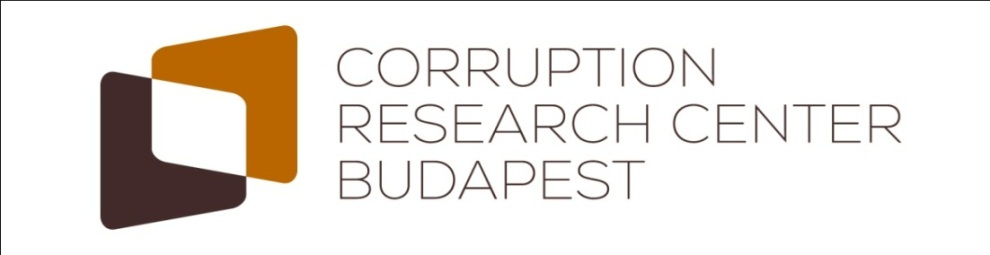 CORRUPTION
RESEARCH CENTER
BUDAPEST